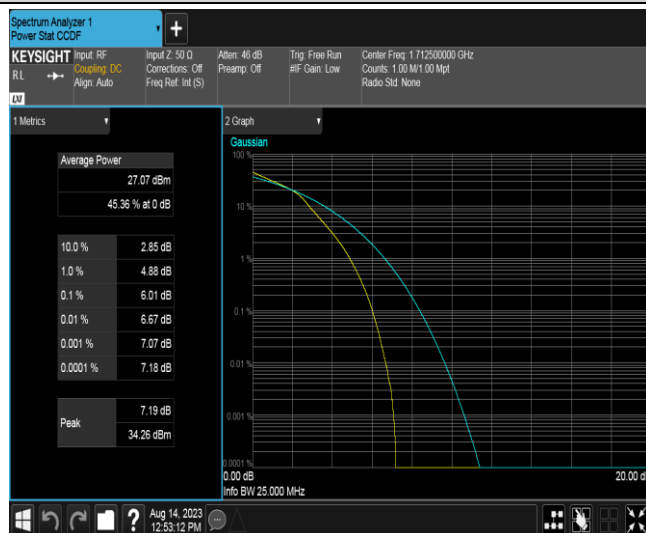 Spectrum Analyzer 1
Power Stat CCDF
KEYSIGHT
RL
LXI
Input: RF
Coupling: DC
Align: Auto
Input Z: 50 Ω
Corrections: Off
Freq Ref: Int (S)
Atten: 46 dB
Preamp: Off
Trig: Free Run
#IF Gain: Low
Center Freq: 1.712500000 GHz
Counts: 1.00 M/1.00 Mpt
Radio Std: None
1 Metrics
Average Power
27.07 dBm
45.36 % at 0 dB
10.0 % 2.85 dB
1.0 % 4.88 dB
0.1 % 6.01 dB
0.01 % 6.67 dB
0.001 % 7.07 dB
0.0001 % 7.18 dB
Peak 7.19 dB
34.26 dBm
2 Graph
Gaussian
100 %
10 %
1 %
0.1 %
0.01 %
0.001 %
0.0001 %
0.00 dB 20.00 d
Info BW 25.000 MHz
?
Aug 14, 2023
12:53:12 PM